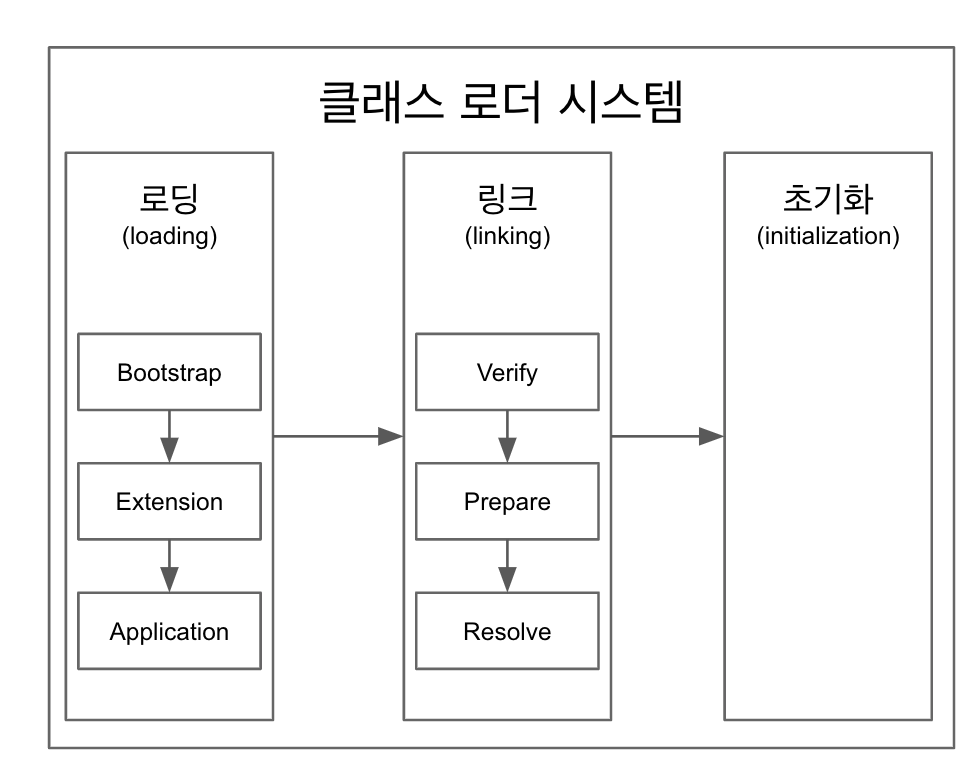 클래스 로더 시스템
로딩
(loading)
Bootstrap
Extension
Application
링크
(linking)
Verify
Prepare
Resolve
초기화
(initialization)